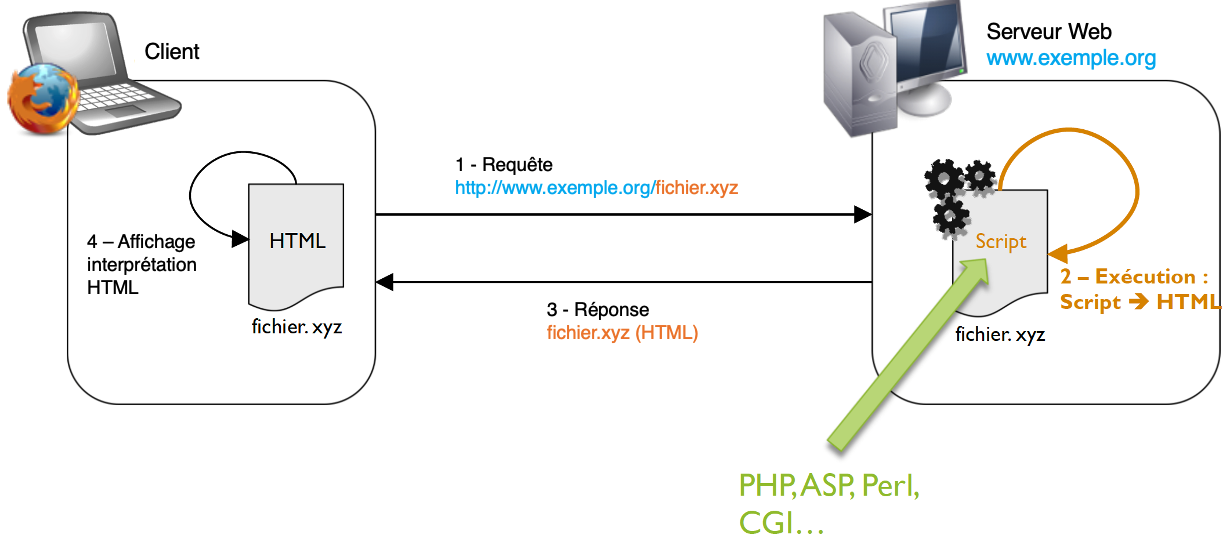 Client
Serveur Web
www.exemple.org
1 - Requête
http://www.exemple.org/fichier.xyz
HTML
4 – Affichage
interprétation
HTML
fichier. xyz
3 - Réponse
fichier.xyz (HTML)
Script
2 – Exécution :
Script ➔ HTML
fichier. xyz
PHP, ASP, Perl,
CGI…